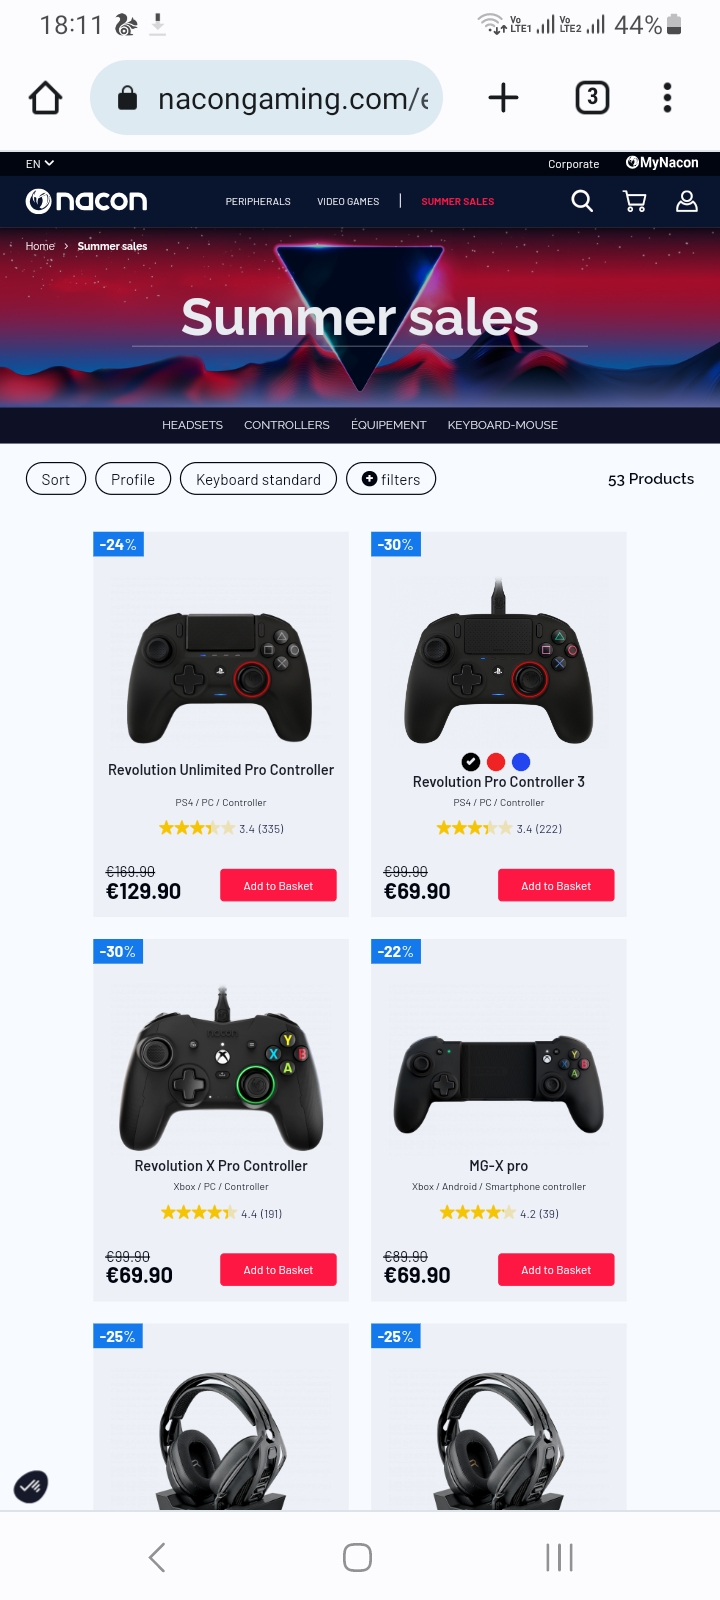 18:11
Vo LTE1 Vo LTE2 44%
nacongaming.com/e
3
EN
Corporate MyNacon
nacon PERIPHERALS VIDEO GAMES | SUMMER SALES
Home > Summer sales
Summer sales
HEADSETS CONTROLLERS ÉQUIPEMENT KEYBOARD-MOUSE
Sort Profile Keyboard standard filters 53 Products
-24%
Revolution Unlimited Pro Controller
PS4 / PC / Controller
3.4 (335)
€169.90
€129.90 Add to Basket
-30%
Revolution Pro Controller 3
PS4 / PC / Controller
3.4 (222)
€99.90
€69.90 Add to Basket
-30%
nacon
Y
X B
A
Revolution X Pro Controller
Xbox / PC / Controller
4.4 (191)
€99.90
€69.90 Add to Basket
-22%
Y
X B
A
MG-X pro
Xbox / Android / Smartphone controller
4.2 (39)
€89.90
€69.90 Add to Basket
-25%
-25%